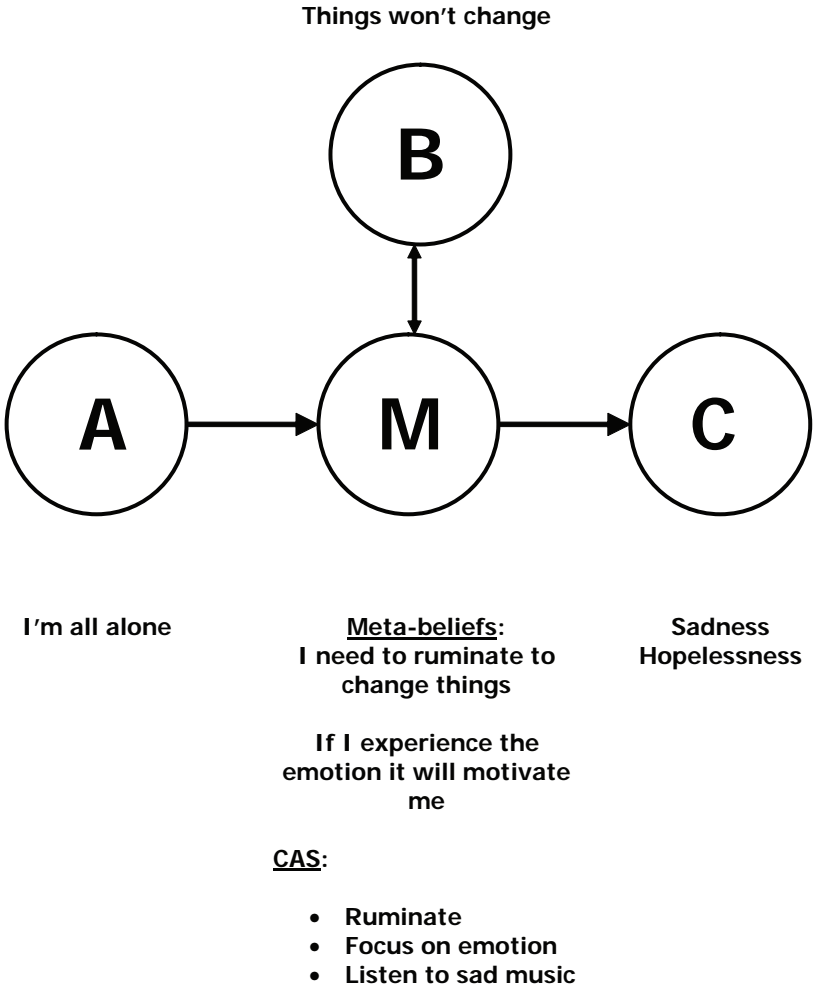 Things won't change
B
A
M
C
I'm all alone
Meta-beliefs:
I need to ruminate to
change things
If I experience the
emotion it will motivate
me
CAS:
• Ruminate
• Focus on emotion
• Listen to sad music
Sadness
Hopelessness